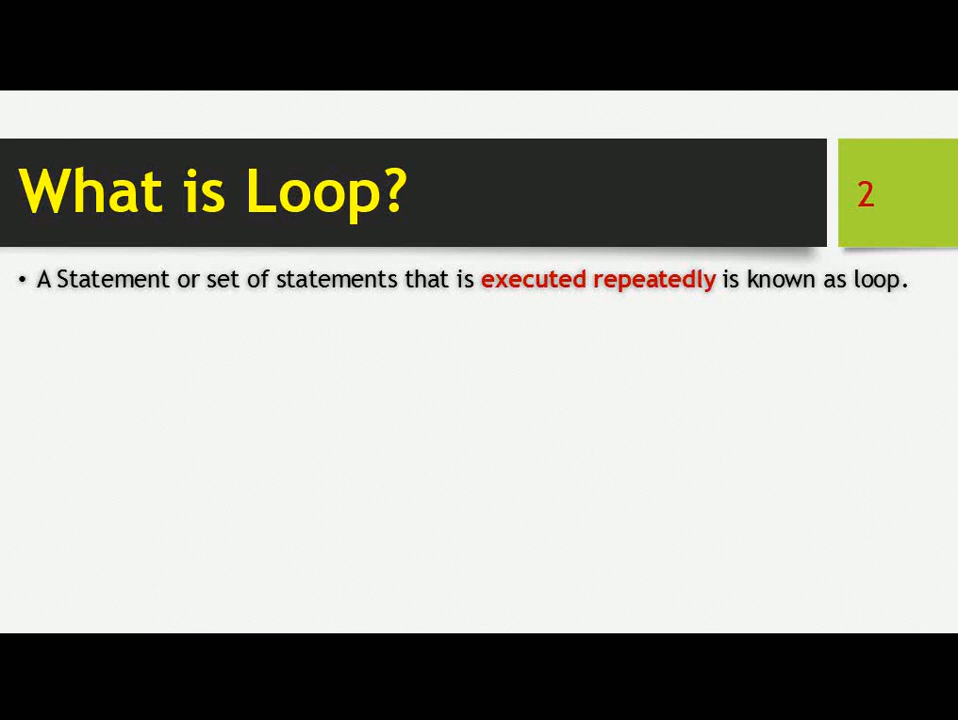 What is Loop?
2
• A Statement or set of statements that is executed repeatedly is known as loop.